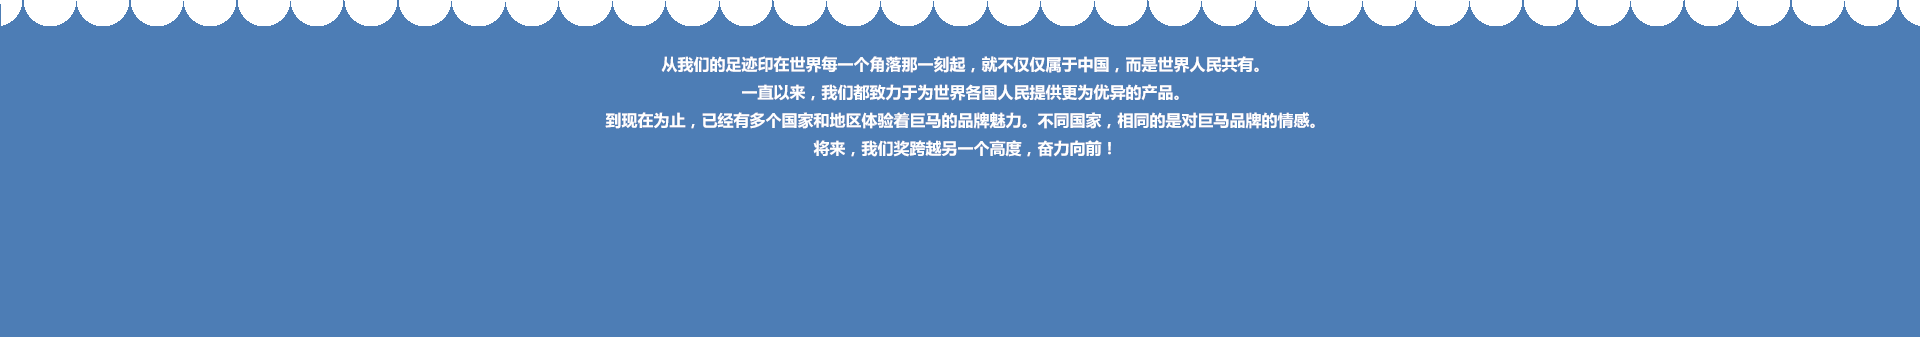 从我们的足迹印在世界每一个角落那一刻起，就不仅仅属于中国，而是世界人民共有。
一直以来，我们都致力于为世界各国人民提供更为优异的产品。
到现在为止，已经有多个国家和地区体验着巨马的品牌魅力。不同国家，相同的是对巨马品牌的情感。
将来，我们奖跨越另一个高度，奋力向前！